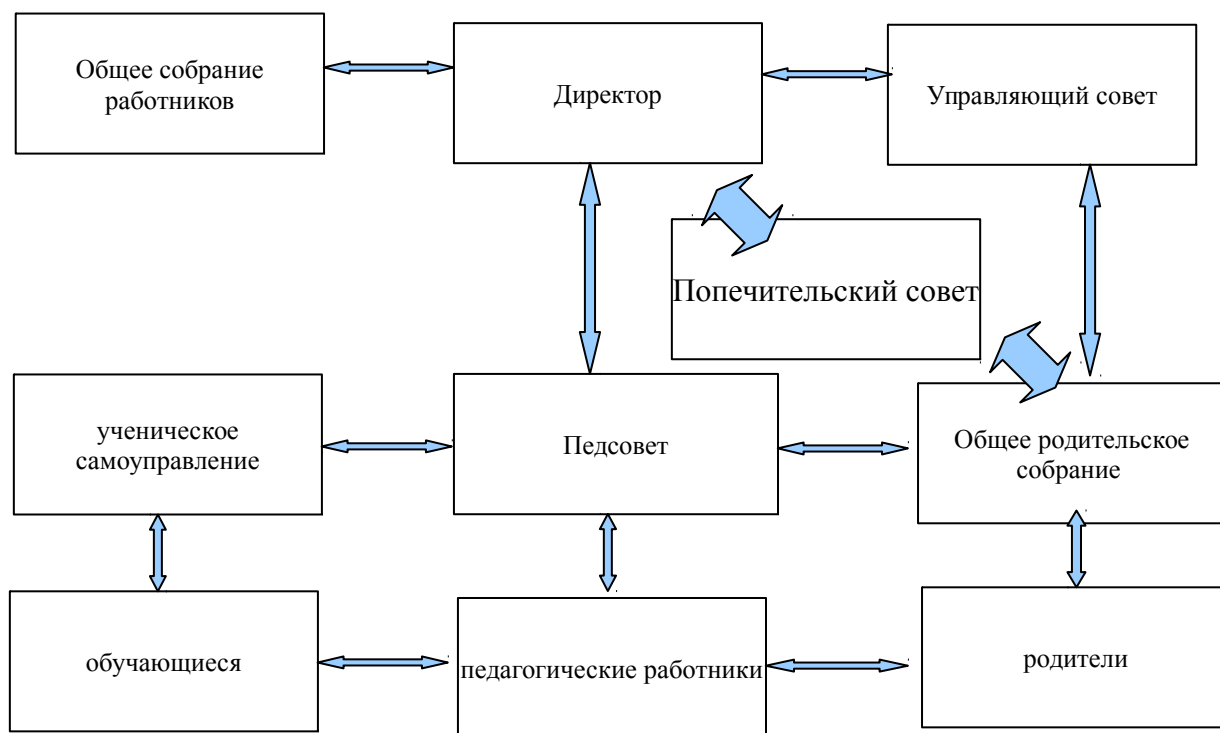 Общее собрание
работников
Директор
Управляющий совет
Попечительский совет
ученическое
самоуправление
Педсовет
Общее родительское
собрание
обучающиеся
педагогические работники
родители